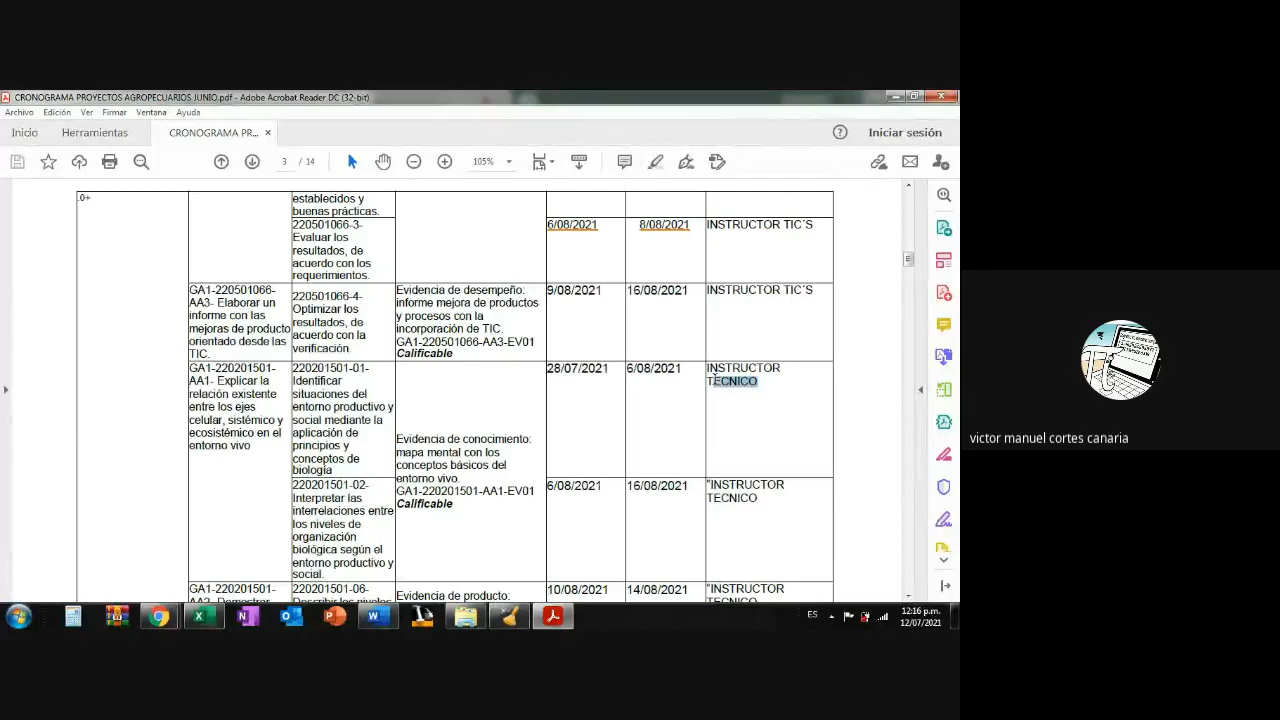 CRONOGRAMA PROYECTOS AGROPECUARIOS JUNIO.pdf - Adobe Acrobat Reader DC (32-bit)
Archivo Edición Ver Firmar Ventana Ayuda
Inicio Herramientas CRONOGRAMA PR... × Iniciar sesión
3 / 14 105%
.0+
establecidos y
buenas prácticas.
220501066-3-
Evaluar los
resultados, de
acuerdo con los
requerimientos.
6/08/2021
8/08/2021
INSTRUCTOR TIC´S
GA1-220501066-
AA3- Elaborar un
informe con las
mejoras de producto
orientado desde las
TIC.
220501066-4-
Optimizar los
resultados, de
acuerdo con la
verificación.
Evidencia de desempeño:
informe mejora de productos
y procesos con la
incorporación de TIC.
GA1-220501066-AA3-EV01
Calificable
9/08/2021
16/08/2021
INSTRUCTOR TIC´S
GA1-220201501-
AA1- Explicar la
relación existente
entre los ejes
celular, sistémico y
ecosistémico en el
entorno vivo
220201501-01-
Identificar
situaciones del
entorno productivo y
social mediante la
aplicación de
principios y
conceptos de
biología
Evidencia de conocimiento:
mapa mental con los
conceptos básicos del
entorno vivo.
GA1-220201501-AA1-EV01
Calificable
28/07/2021
6/08/2021
INSTRUCTOR
TECNICO
220201501-02-
Interpretar las
interrelaciones entre
los niveles de
organización
biológica según el
entorno productivo y
social.
6/08/2021
16/08/2021
"INSTRUCTOR
TECNICO
GA1-220201501-
220201501-06-
Evidencia de producto:
10/08/2021
14/08/2021
"INSTRUCTOR
TECNICO
ES
12:16 p.m.
12/07/2021
victor manuel cortes canaria